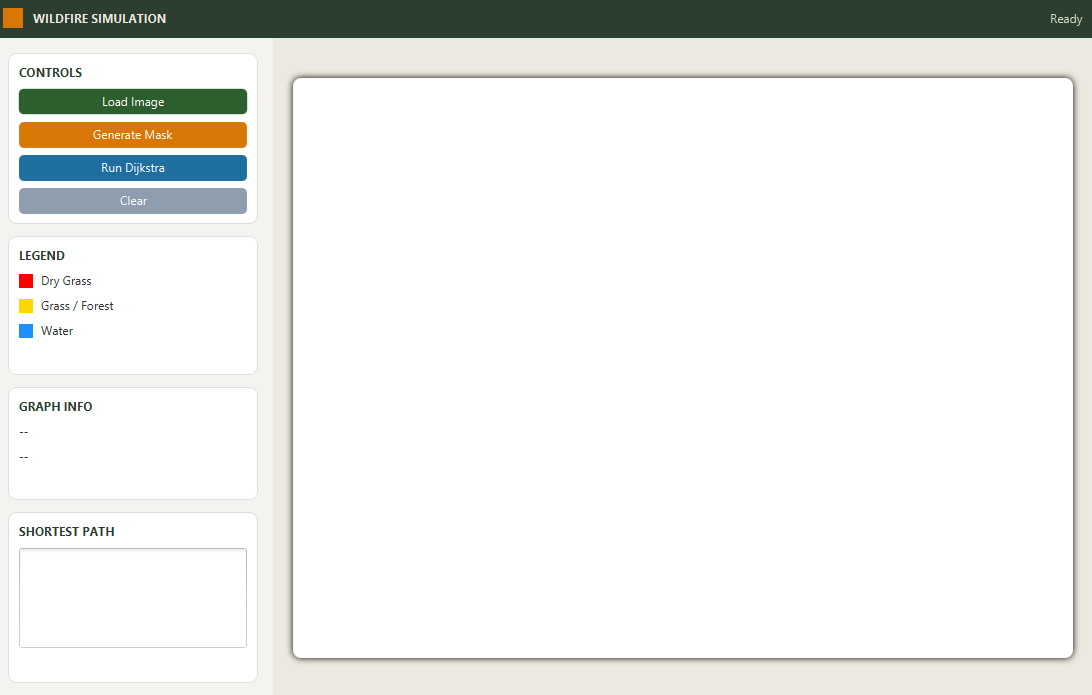 WILDFIRE SIMULATION
Ready
CONTROLS
Load Image
Generate Mask
Run Dijkstra
Clear
LEGEND
Dry Grass
Grass / Forest
Water
GRAPH INFO
--
--
SHORTEST PATH